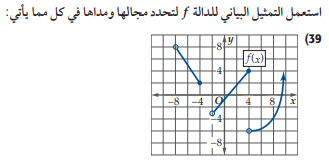 استعمل التمثيل البياني للدالة f لتحدد مجالها ومداها في كل مما يأتي:
(39
y
8
f(x)
4
-8 -4 O 4 8 x
-4
-8